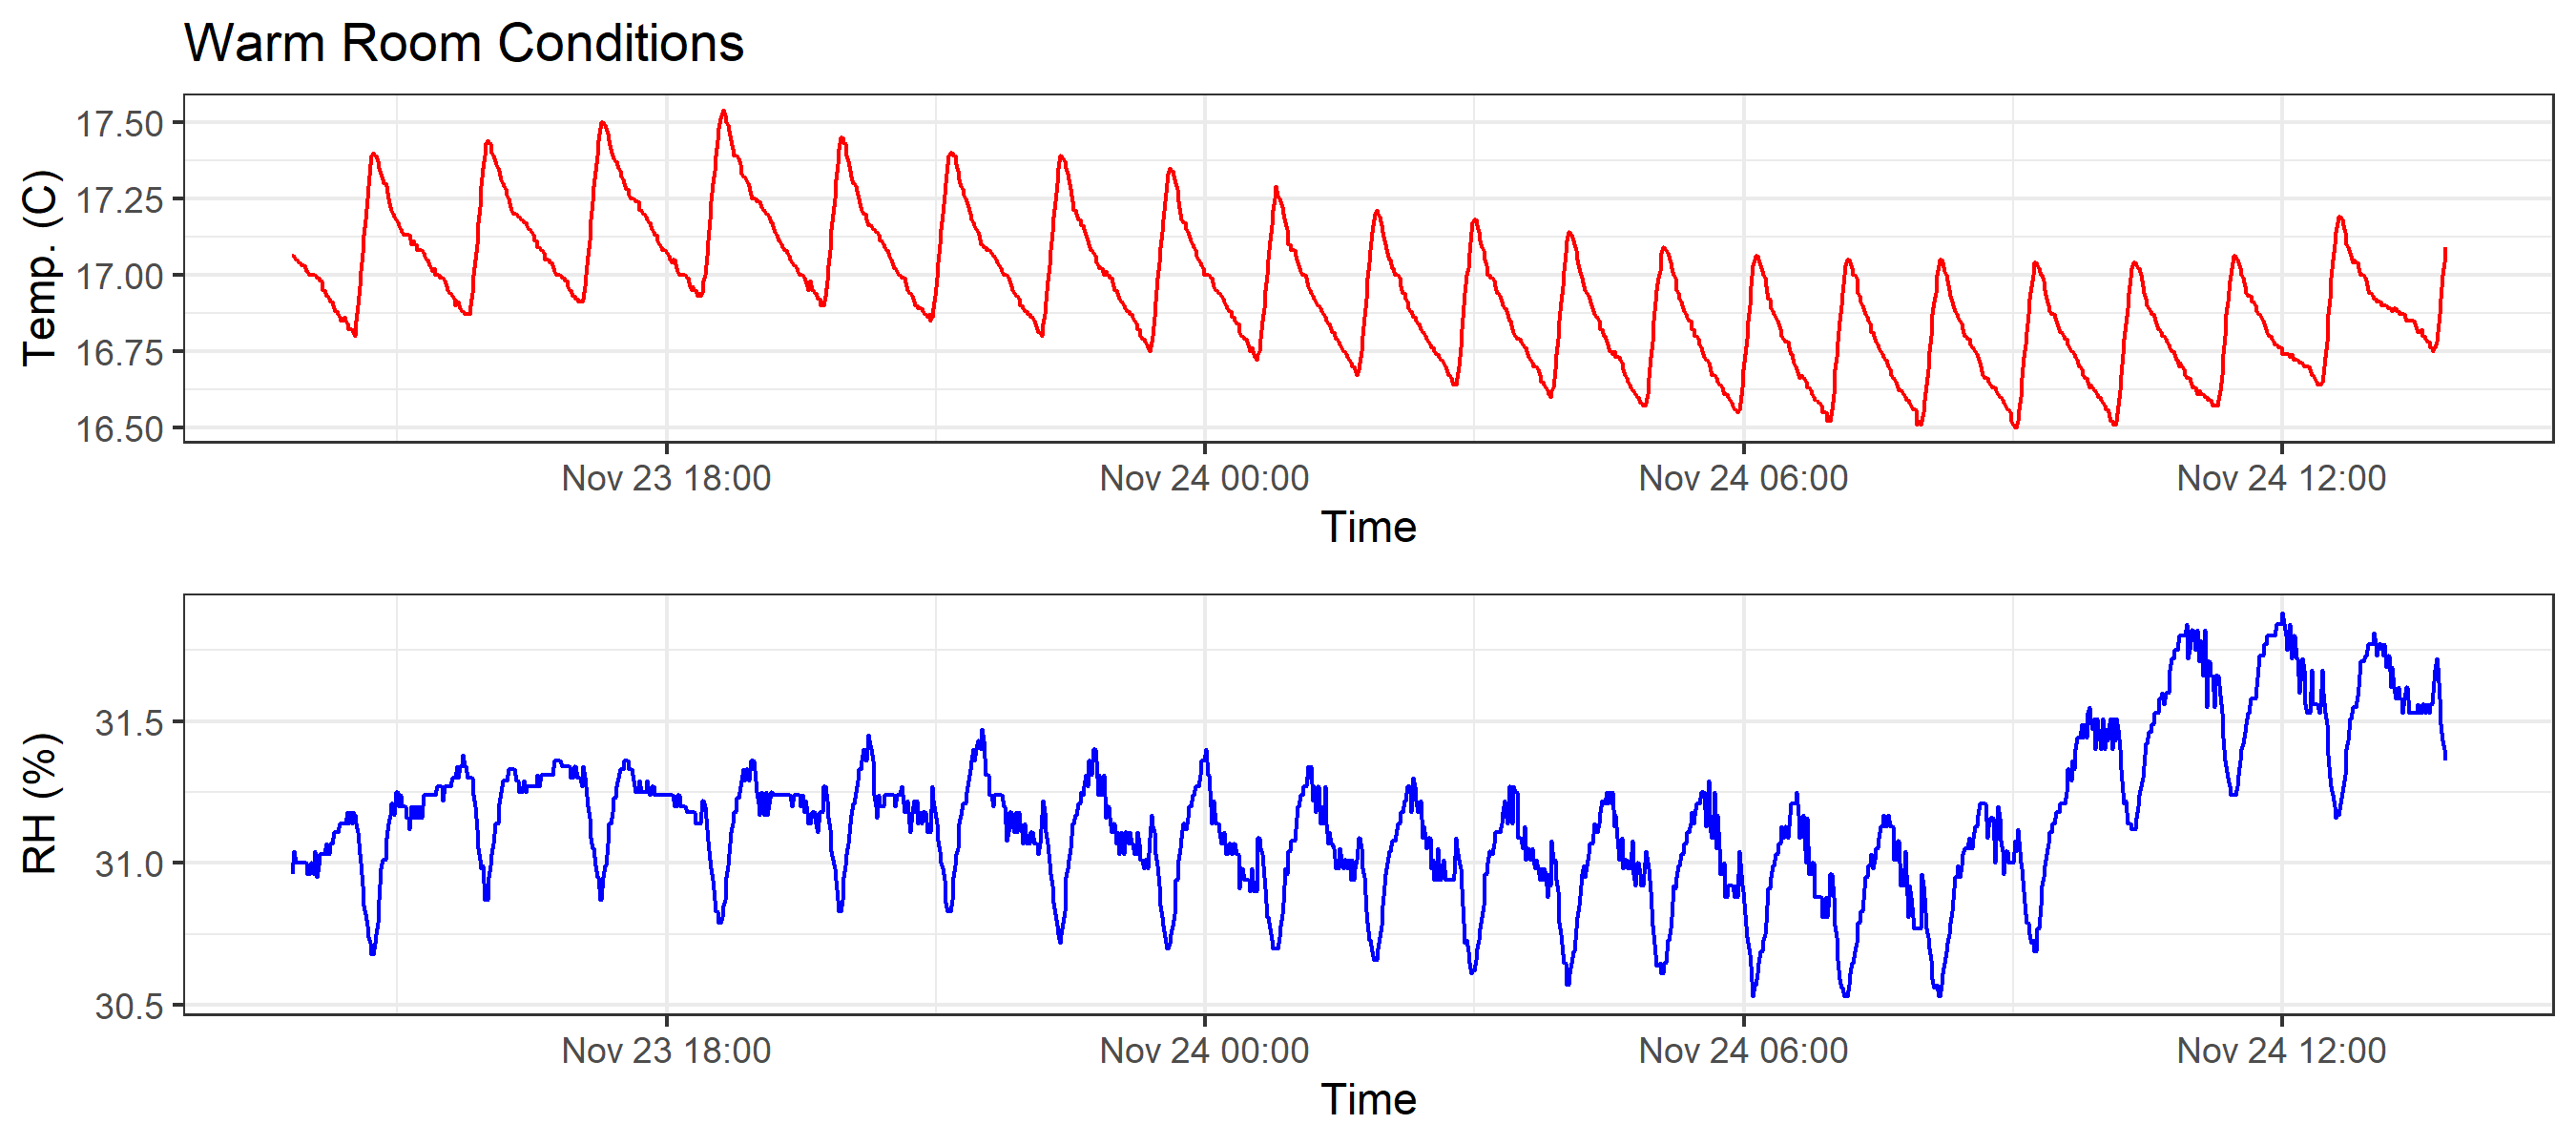 Warm Room Conditions
Temp. (C)
17.50
17.25
17.00
16.75
16.50
Nov 23 18:00 Nov 24 00:00 Nov 24 06:00 Nov 24 12:00
Time
RH (%)
31.5
31.0
30.5
Nov 23 18:00 Nov 24 00:00 Nov 24 06:00 Nov 24 12:00
Time